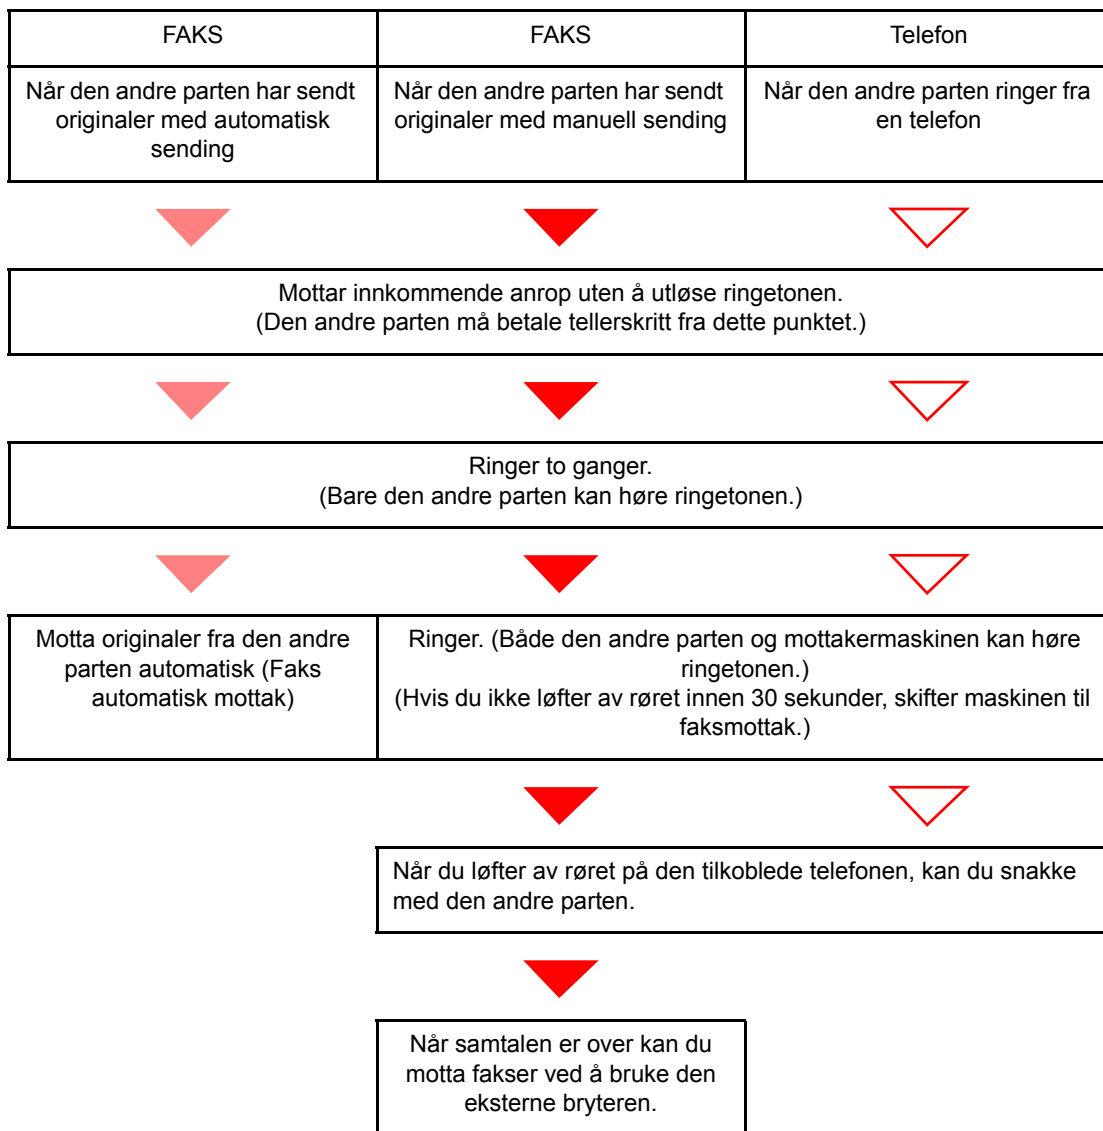 FAKS
FAKS
Telefon
Når den andre parten har sendt
originaler med automatisk
sending
Når den andre parten har sendt
originaler med manuell sending
Når den andre parten ringer fra
en telefon
Mottar innkommende anrop uten å utløse ringetonen.
(Den andre parten må betale tellerskritt fra dette punktet.)
Ringer to ganger.
(Bare den andre parten kan høre ringetonen.)
Motta originaler fra den andre
parten automatisk (Faks
automatisk mottak)
Ringer. (Både den andre parten og mottakermaskinen kan høre
ringetonen.)
(Hvis du ikke løfter av røret innen 30 sekunder, skifter maskinen til
faksmottak.)
Når du løfter av røret på den tilkoblede telefonen, kan du snakke
med den andre parten.
Når samtalen er over kan du
motta fakser ved å bruke den
eksterne bryteren.